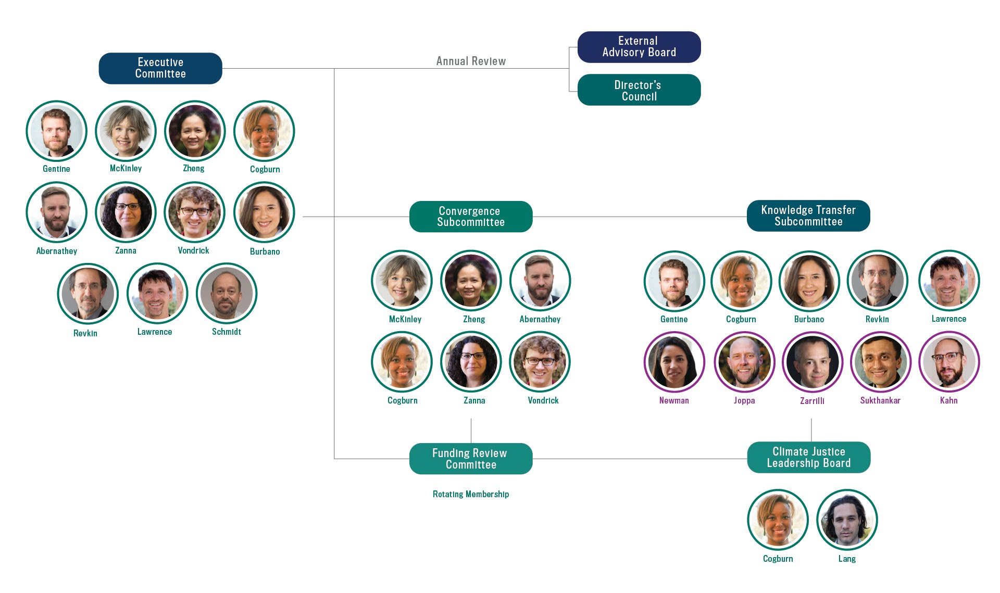 External
Advisory Board
Executive
Committee
Annual Review
Director's
Council
Gentine
McKinley
Zheng
Cogburn
Abernathey
Zanna
Vondrick
Burbano
Revkin
Lawrence
Schmidt
Convergence
Subcommittee
McKinley
Zheng
Abernathey
Cogburn
Zanna
Vondrick
Knowledge Transfer
Subcommittee
Gentine
Cogburn
Burbano
Revkin
Lawrence
Newman
Joppa
Zarrilli
Sukthankar
Kahn
Funding Review
Committee
Rotating Membership
Climate Justice
Leadership Board
Cogburn
Lang